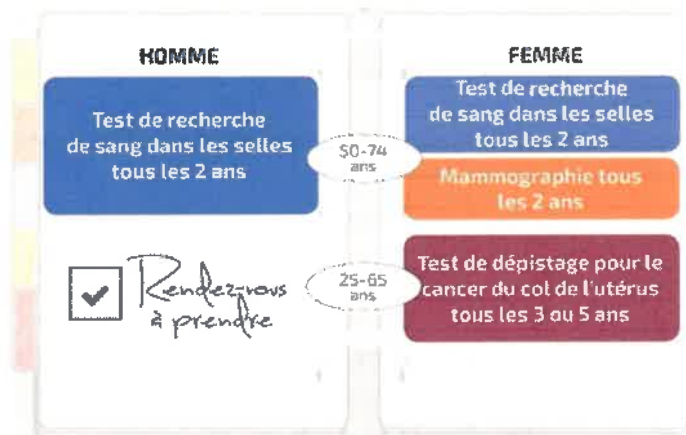 HOMME
Test de recherche
de sang dans les selles
tous les 2 ans
Rendez-vous
à prendre
50-74
ans
25-65
ans
FEMME
Test de recherche
de sang dans les selles
tous les 2 ans
Mammographie tous
les 2 ans
Test de dépistage pour le
cancer du col de l'utérus
tous les 3 ou 5 ans